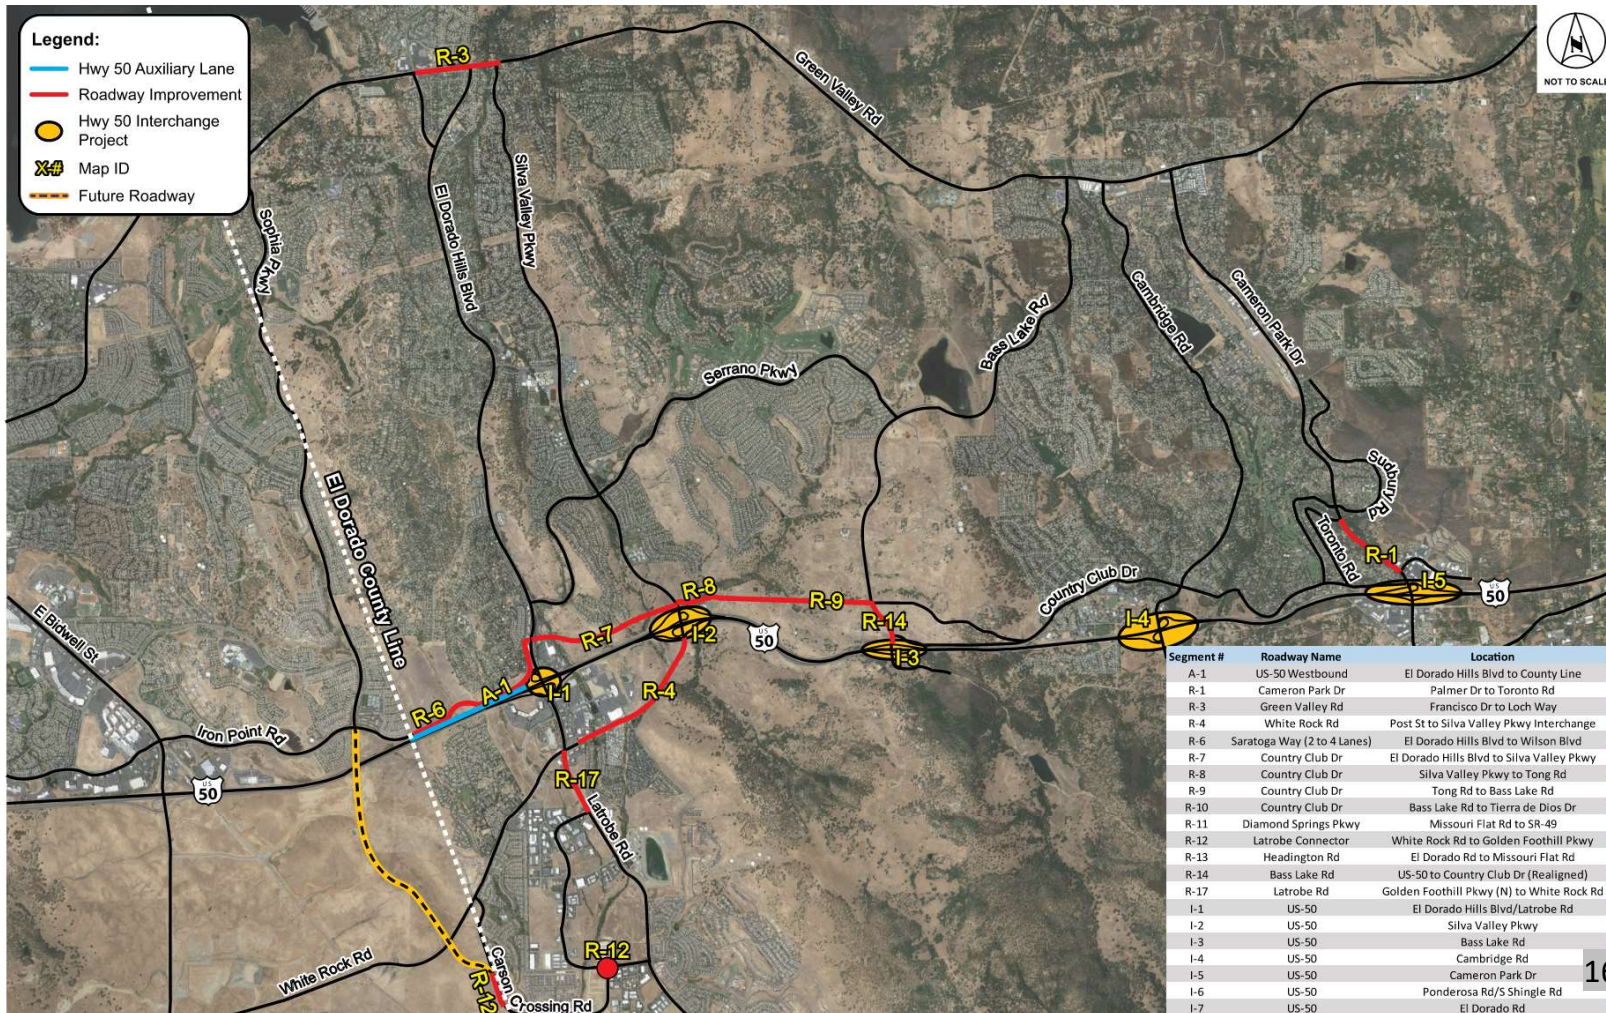 Legend:
Hwy 50 Auxiliary Lane
Roadway Improvement
Hwy 50 Interchange
Project
X-# Map ID
Future Roadway
N
NOT TO SCALE
R-3
Green Valley Rd
Silva Valley Pkwy
El Dorado Hills Blvd
Sophia Pkwy
Cameron Park Dr
Cambridge Rd
Bass Lake Rd
Serrano Pkwy
Sudbury Rd
Toronto Rd
R-1
I-5
US
50
El Dorado County Line
Country Club Dr
R-8
R-9
R-7
R-14
I-4
I-2
US
50
I-3
E Bidwell St
A-1
I-1
R-4
R-6
Iron Point Rd
US
50
R-17
Latrobe Rd
R-12
White Rock Rd
Carson Crossing Rd
R-12
Segment # Roadway Name Location
A-1 US-50 Westbound El Dorado Hills Blvd to County Line
R-1 Cameron Park Dr Palmer Dr to Toronto Rd
R-3 Green Valley Rd Francisco Dr to Loch Way
R-4 White Rock Rd Post St to Silva Valley Pkwy Interchange
R-6 Saratoga Way (2 to 4 Lanes) El Dorado Hills Blvd to Wilson Blvd
R-7 Country Club Dr El Dorado Hills Blvd to Silva Valley Pkwy
R-8 Country Club Dr Silva Valley Pkwy to Tong Rd
R-9 Country Club Dr Tong Rd to Bass Lake Rd
R-10 Country Club Dr Bass Lake Rd to Tierra de Dios Dr
R-11 Diamond Springs Pkwy Missouri Flat Rd to SR-49
R-12 Latrobe Connector White Rock Rd to Golden Foothill Pkwy
R-13 Headington Rd El Dorado Rd to Missouri Flat Rd
R-14 Bass Lake Rd US-50 to Country Club Dr (Realigned)
R-17 Latrobe Rd Golden Foothill Pkwy (N) to White Rock Rd
I-1 US-50 El Dorado Hills Blvd/Latrobe Rd
I-2 US-50 Silva Valley Pkwy
I-3 US-50 Bass Lake Rd
I-4 US-50 Cambridge Rd
I-5 US-50 Cameron Park Dr
I-6 US-50 Ponderosa Rd/S Shingle Rd
I-7 US-50 El Dorado Rd